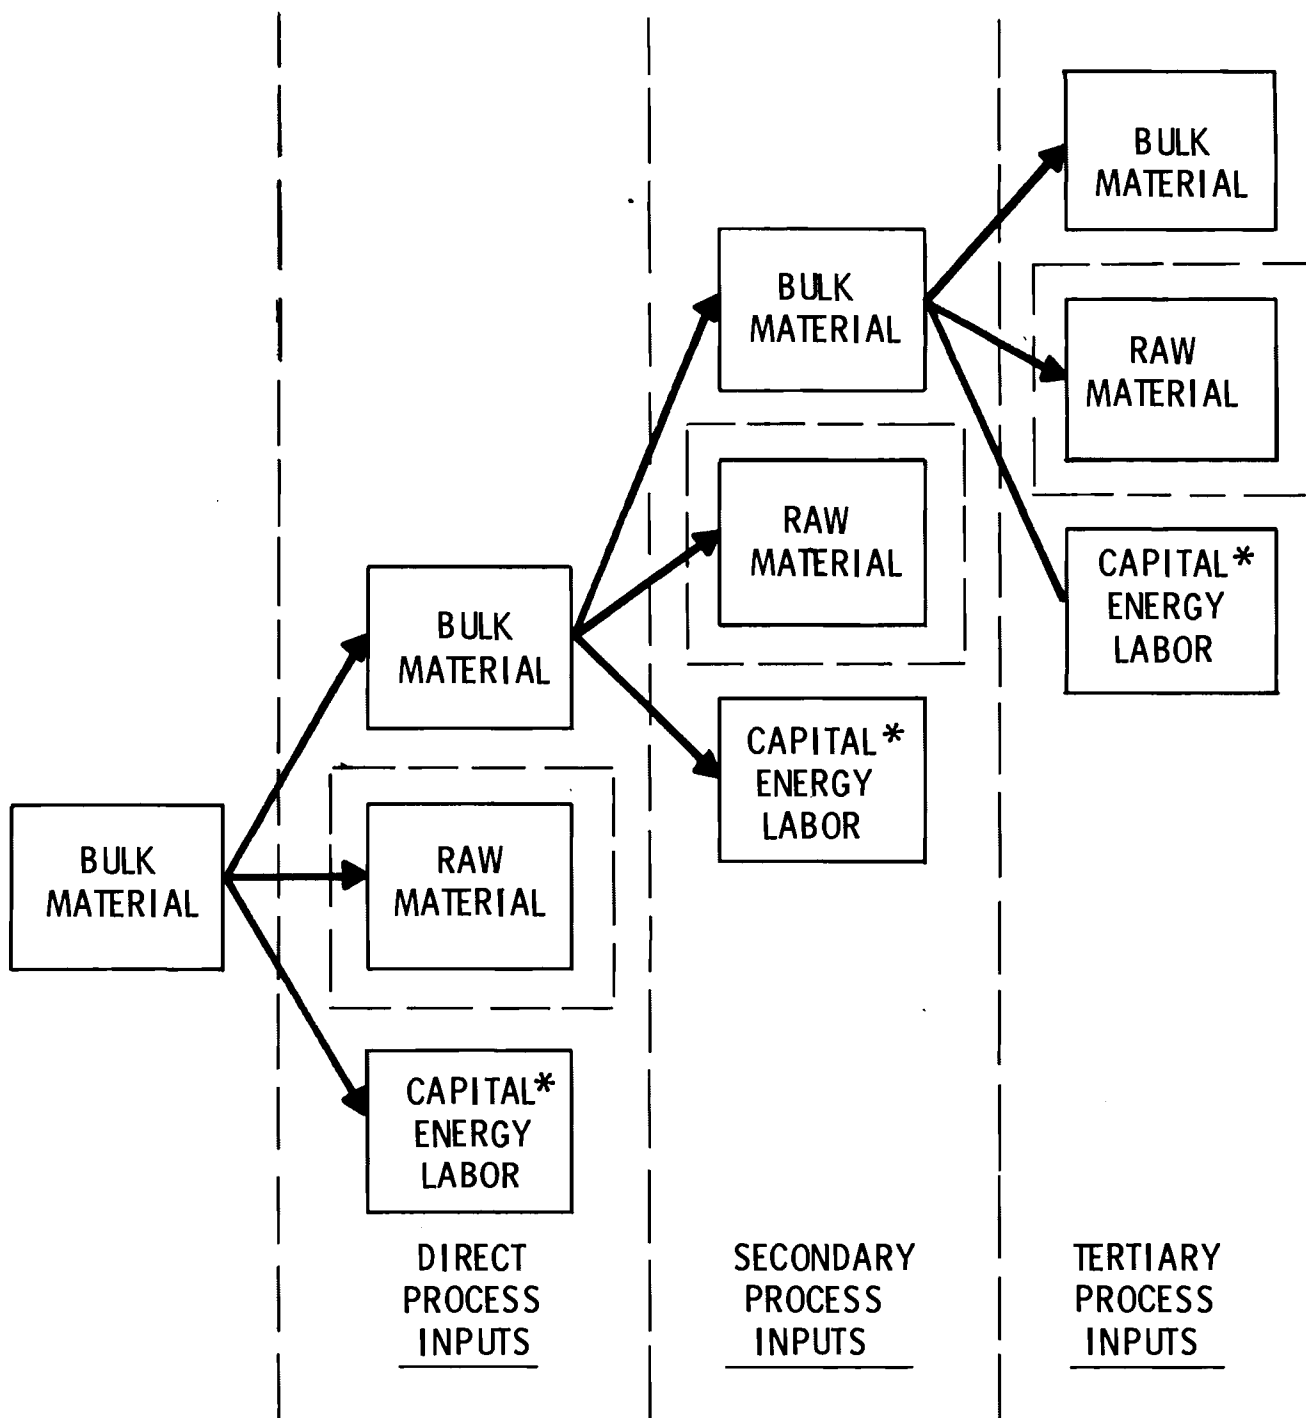 BULK
MATERIAL
BULK
MATERIAL
RAW
MATERIAL
CAPITAL*
ENERGY
LABOR
DIRECT
PROCESS
INPUTS
BULK
MATERIAL
RAW
MATERIAL
CAPITAL*
ENERGY
LABOR
SECONDARY
PROCESS
INPUTS
BULK
MATERIAL
RAW
MATERIAL
CAPITAL*
ENERGY
LABOR
TERTIARY
PROCESS
INPUTS